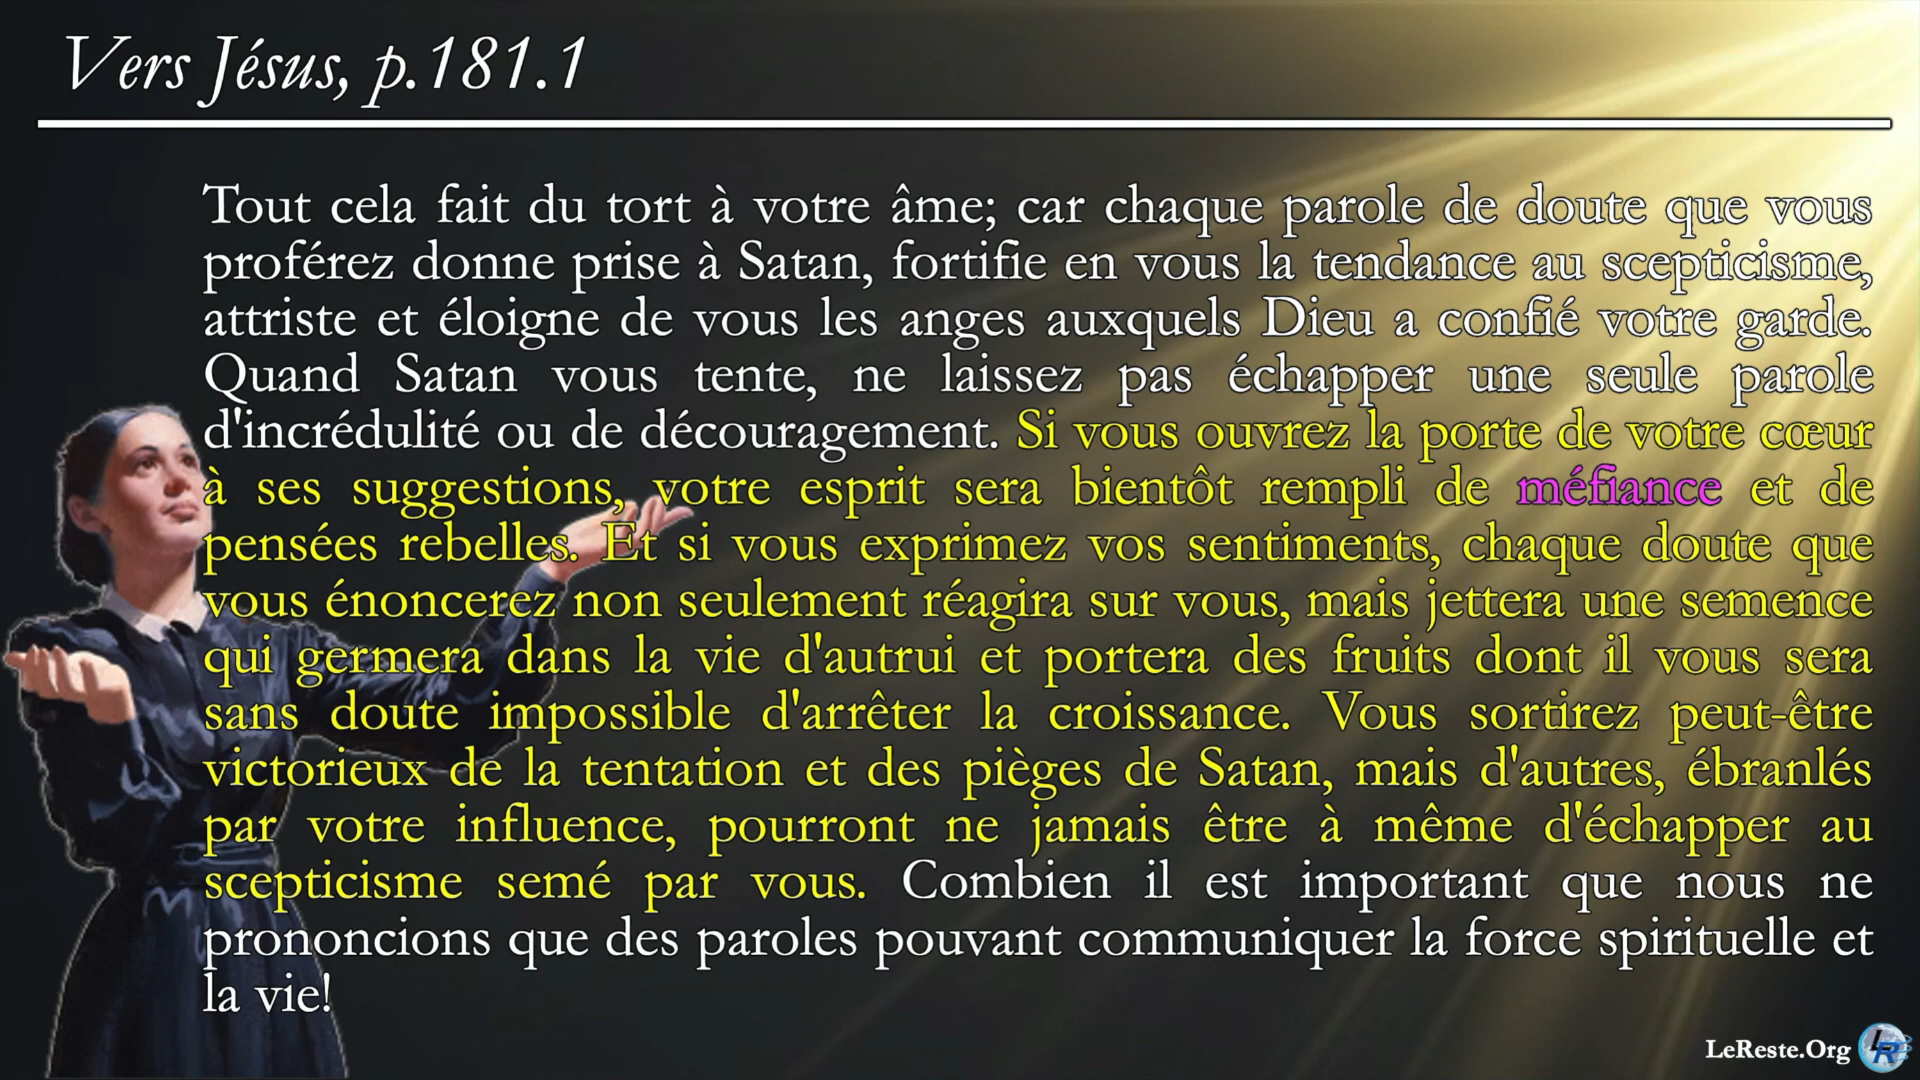 Vers Jésus, p.181.1
Tout cela fait du tort à votre âme; car chaque parole de doute que vous
proférez donne prise à Satan, fortifie en vous la tendance au scepticisme,
attriste et éloigne de vous les anges auxquels Dieu a confié votre garde.
Quand Satan vous tente, ne laissez pas échapper une seule parole
d'incrédulité ou de découragement. Si vous ouvrez la porte de votre cœur
à ses suggestions, votre esprit sera bientôt rempli de méfiance et de
pensées rebelles. Et si vous exprimez vos sentiments, chaque doute que
vous énoncerez non seulement réagira sur vous, mais jettera une semence
qui germera dans la vie d'autrui et portera des fruits dont il vous sera
sans doute impossible d'arrêter la croissance. Vous sortirez peut-être
victorieux de la tentation et des pièges de Satan, mais d'autres, ébranlés
par votre influence, pourront ne jamais être à même d'échapper au
scepticisme semé par vous. Combien il est important que nous ne
prononcions que des paroles pouvant communiquer la force spirituelle et
la vie!
LeReste.Org LR